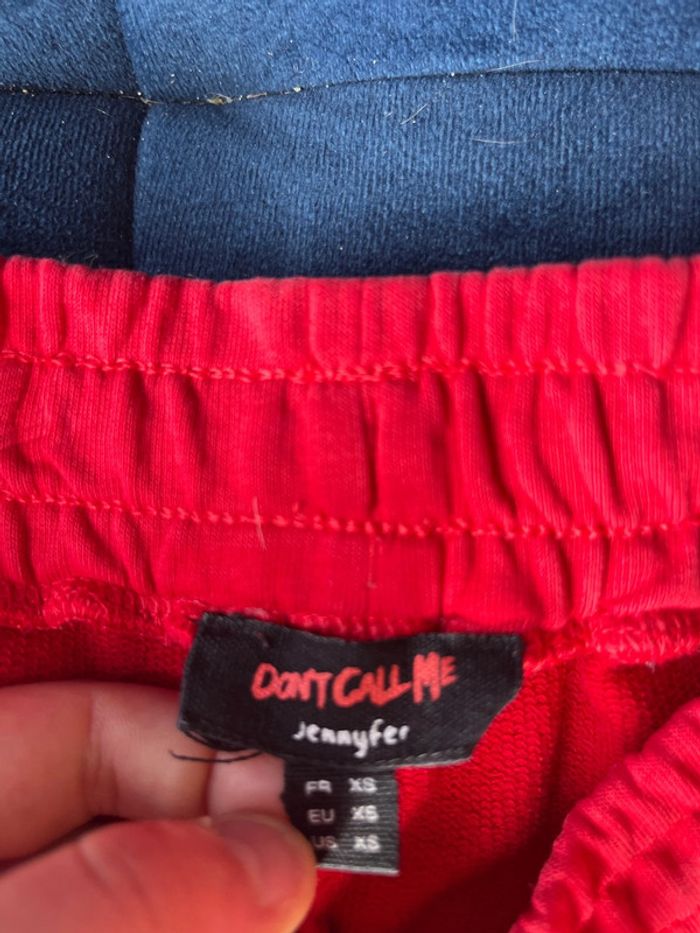 DON'T CALL ME
Jennyfer
FR XS
EU XS
US XS